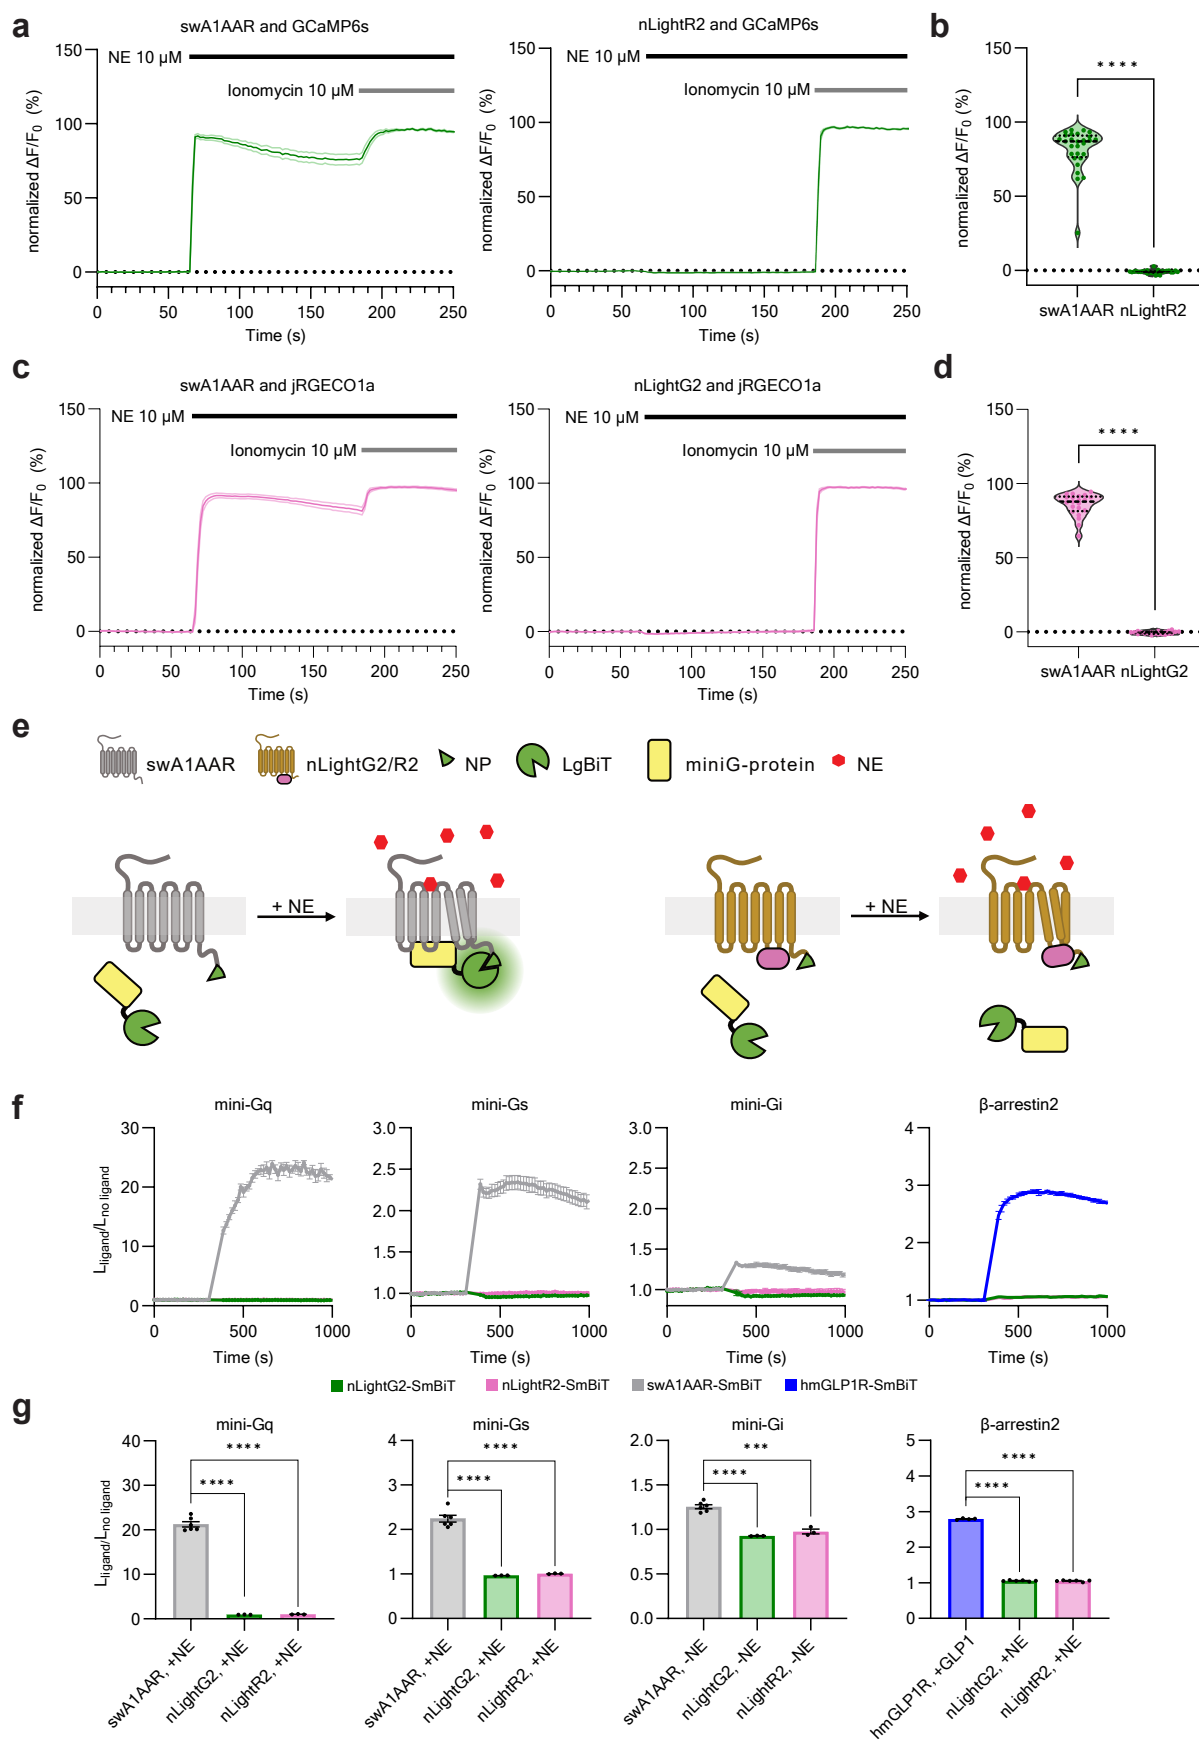 a
swA1AAR and GCaMP6s
nLightR2 and GCaMP6s
b
normalized ΔF/F0 (%)
150
100
50
0
NE 10 µM
Ionomycin 10 µM
0 50 100 150 200 250
Time (s)
normalized ΔF/F0 (%)
150
100
50
0
NE 10 µM
Ionomycin 10 µM
0 50 100 150 200 250
Time (s)
normalized ΔF/F0 (%)
150
100
50
0
****
swA1AAR nLightR2
c
swA1AAR and jRGECO1a
nLightG2 and jRGECO1a
d
normalized ΔF/F0 (%)
150
100
50
0
NE 10 µM
Ionomycin 10 µM
0 50 100 150 200 250
Time (s)
normalized ΔF/F0 (%)
150
100
50
0
NE 10 µM
Ionomycin 10 µM
0 50 100 150 200 250
Time (s)
normalized ΔF/F0 (%)
150
100
50
0
****
swA1AAR nLightG2
e
swA1AAR nLightG2/R2 NP LgBiT miniG-protein NE
+ NE
+ NE
f
mini-Gq
Lligand/Lno ligand
30
20
10
0
0 500 1000
Time (s)
mini-Gs
3.0
2.5
2.0
1.5
1.0
0 500 1000
Time (s)
mini-Gi
3.0
2.5
2.0
1.5
1.0
0 500 1000
Time (s)
β-arrestin2
4
3
2
1
0 500 1000
Time (s)
nLightG2-SmBiT nLightR2-SmBiT swA1AAR-SmBiT hmGLP1R-SmBiT
g
mini-Gq
Lligand/Lno ligand
40
30
20
10
0
****
****
swA1AAR, +NE
nLightG2, +NE
nLightR2, +NE
mini-Gs
4
3
2
1
0
****
****
swA1AAR, +NE
nLightG2, +NE
nLightR2, +NE
mini-Gi
2.0
1.5
1.0
0.5
0.0
***
****
swA1AAR, -NE
nLightG2, -NE
nLightR2, -NE
β-arrestin2
5
4
3
2
1
0
****
****
hmGLP1R, +GLP1
nLightG2, +NE
nLightR2, +NE